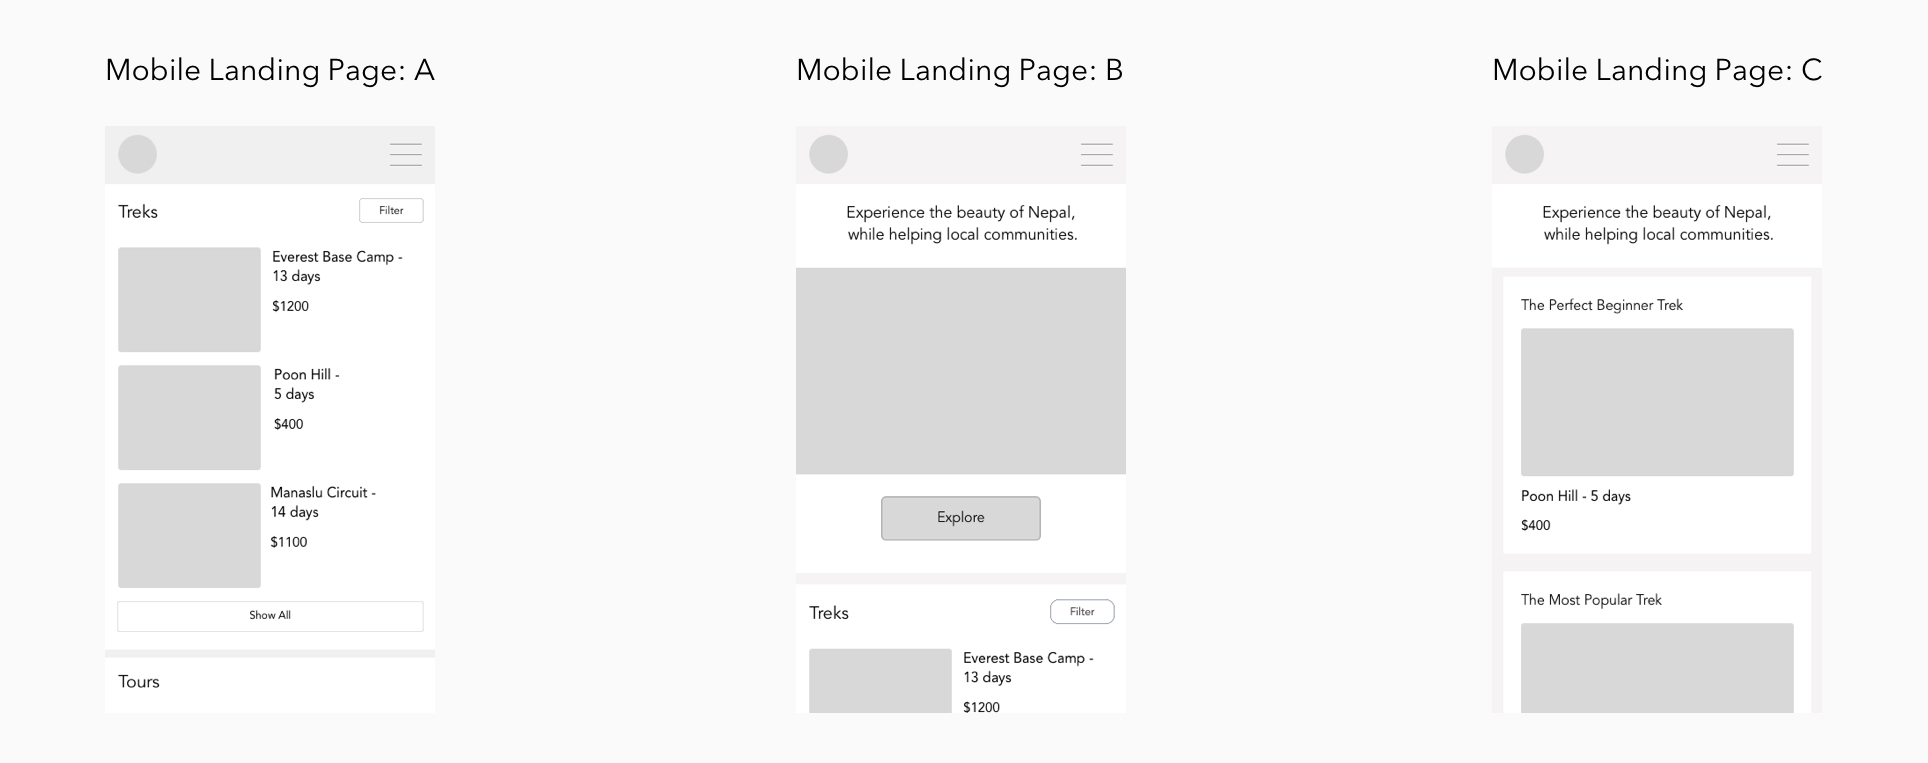 Mobile Landing Page: A
Treks
Filter
Everest Base Camp -
13 days
$1200
Poon Hill -
5 days
$400
Manaslu Circuit -
14 days
$1100
Show All
Tours
Mobile Landing Page: B
Experience the beauty of Nepal,
while helping local communities.
Explore
Treks
Filter
Everest Base Camp -
13 days
$1200
Mobile Landing Page: C
Experience the beauty of Nepal,
while helping local communities.
The Perfect Beginner Trek
Poon Hill - 5 days
$400
The Most Popular Trek